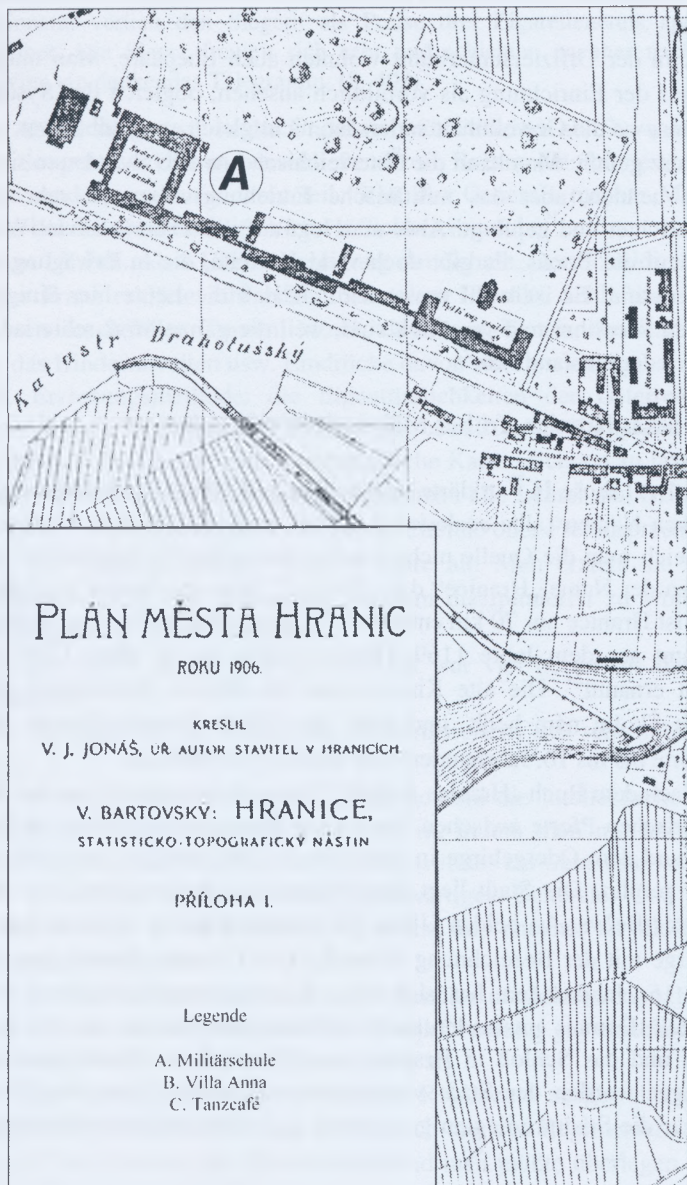 A
Katastr Drahotušský
PLÁN MĚSTA HRANIC
ROKU 1906.
KRESLIL
V. J. JONÁŠ, UŘ. AUTOR STAVITEL V HRANICÍCH
V. BARTOVSKÝ: HRANICE,
STATISTICKO-TOPOGRAFICKÝ NÁSTIN
PŘÍLOHA I.
Legende
A. Militärschule
B. Villa Anna
C. Tanzcafé